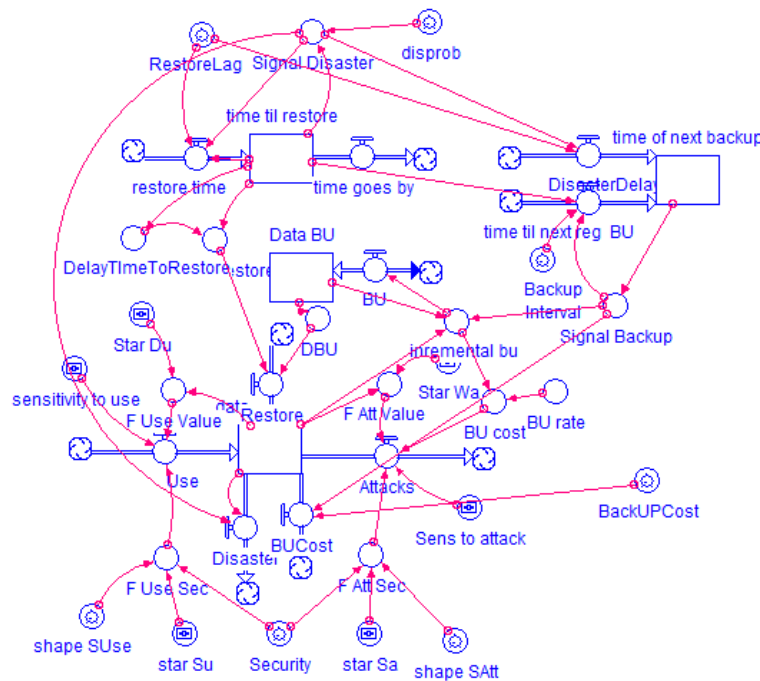 RestoreLag
Signal Disaster
disprob
time til restore
time of next backup
restore time
time goes by
DisasterDelay
time til next reg BU
Data BU
DelayTImeToRestore
estore
BU
Backup
Interval
Signal Backup
Star Du
DBU
inremental bu
sensitivity to use
Restore
Star Wa
F Use Value
F Att Value
BU cost
BU rate
Use
Attacks
BackUPCost
Sens to attack
Disaster
BUCost
F Use Sec
F Att Sec
shape SUse
star Su
Security
star Sa
shape SAtt